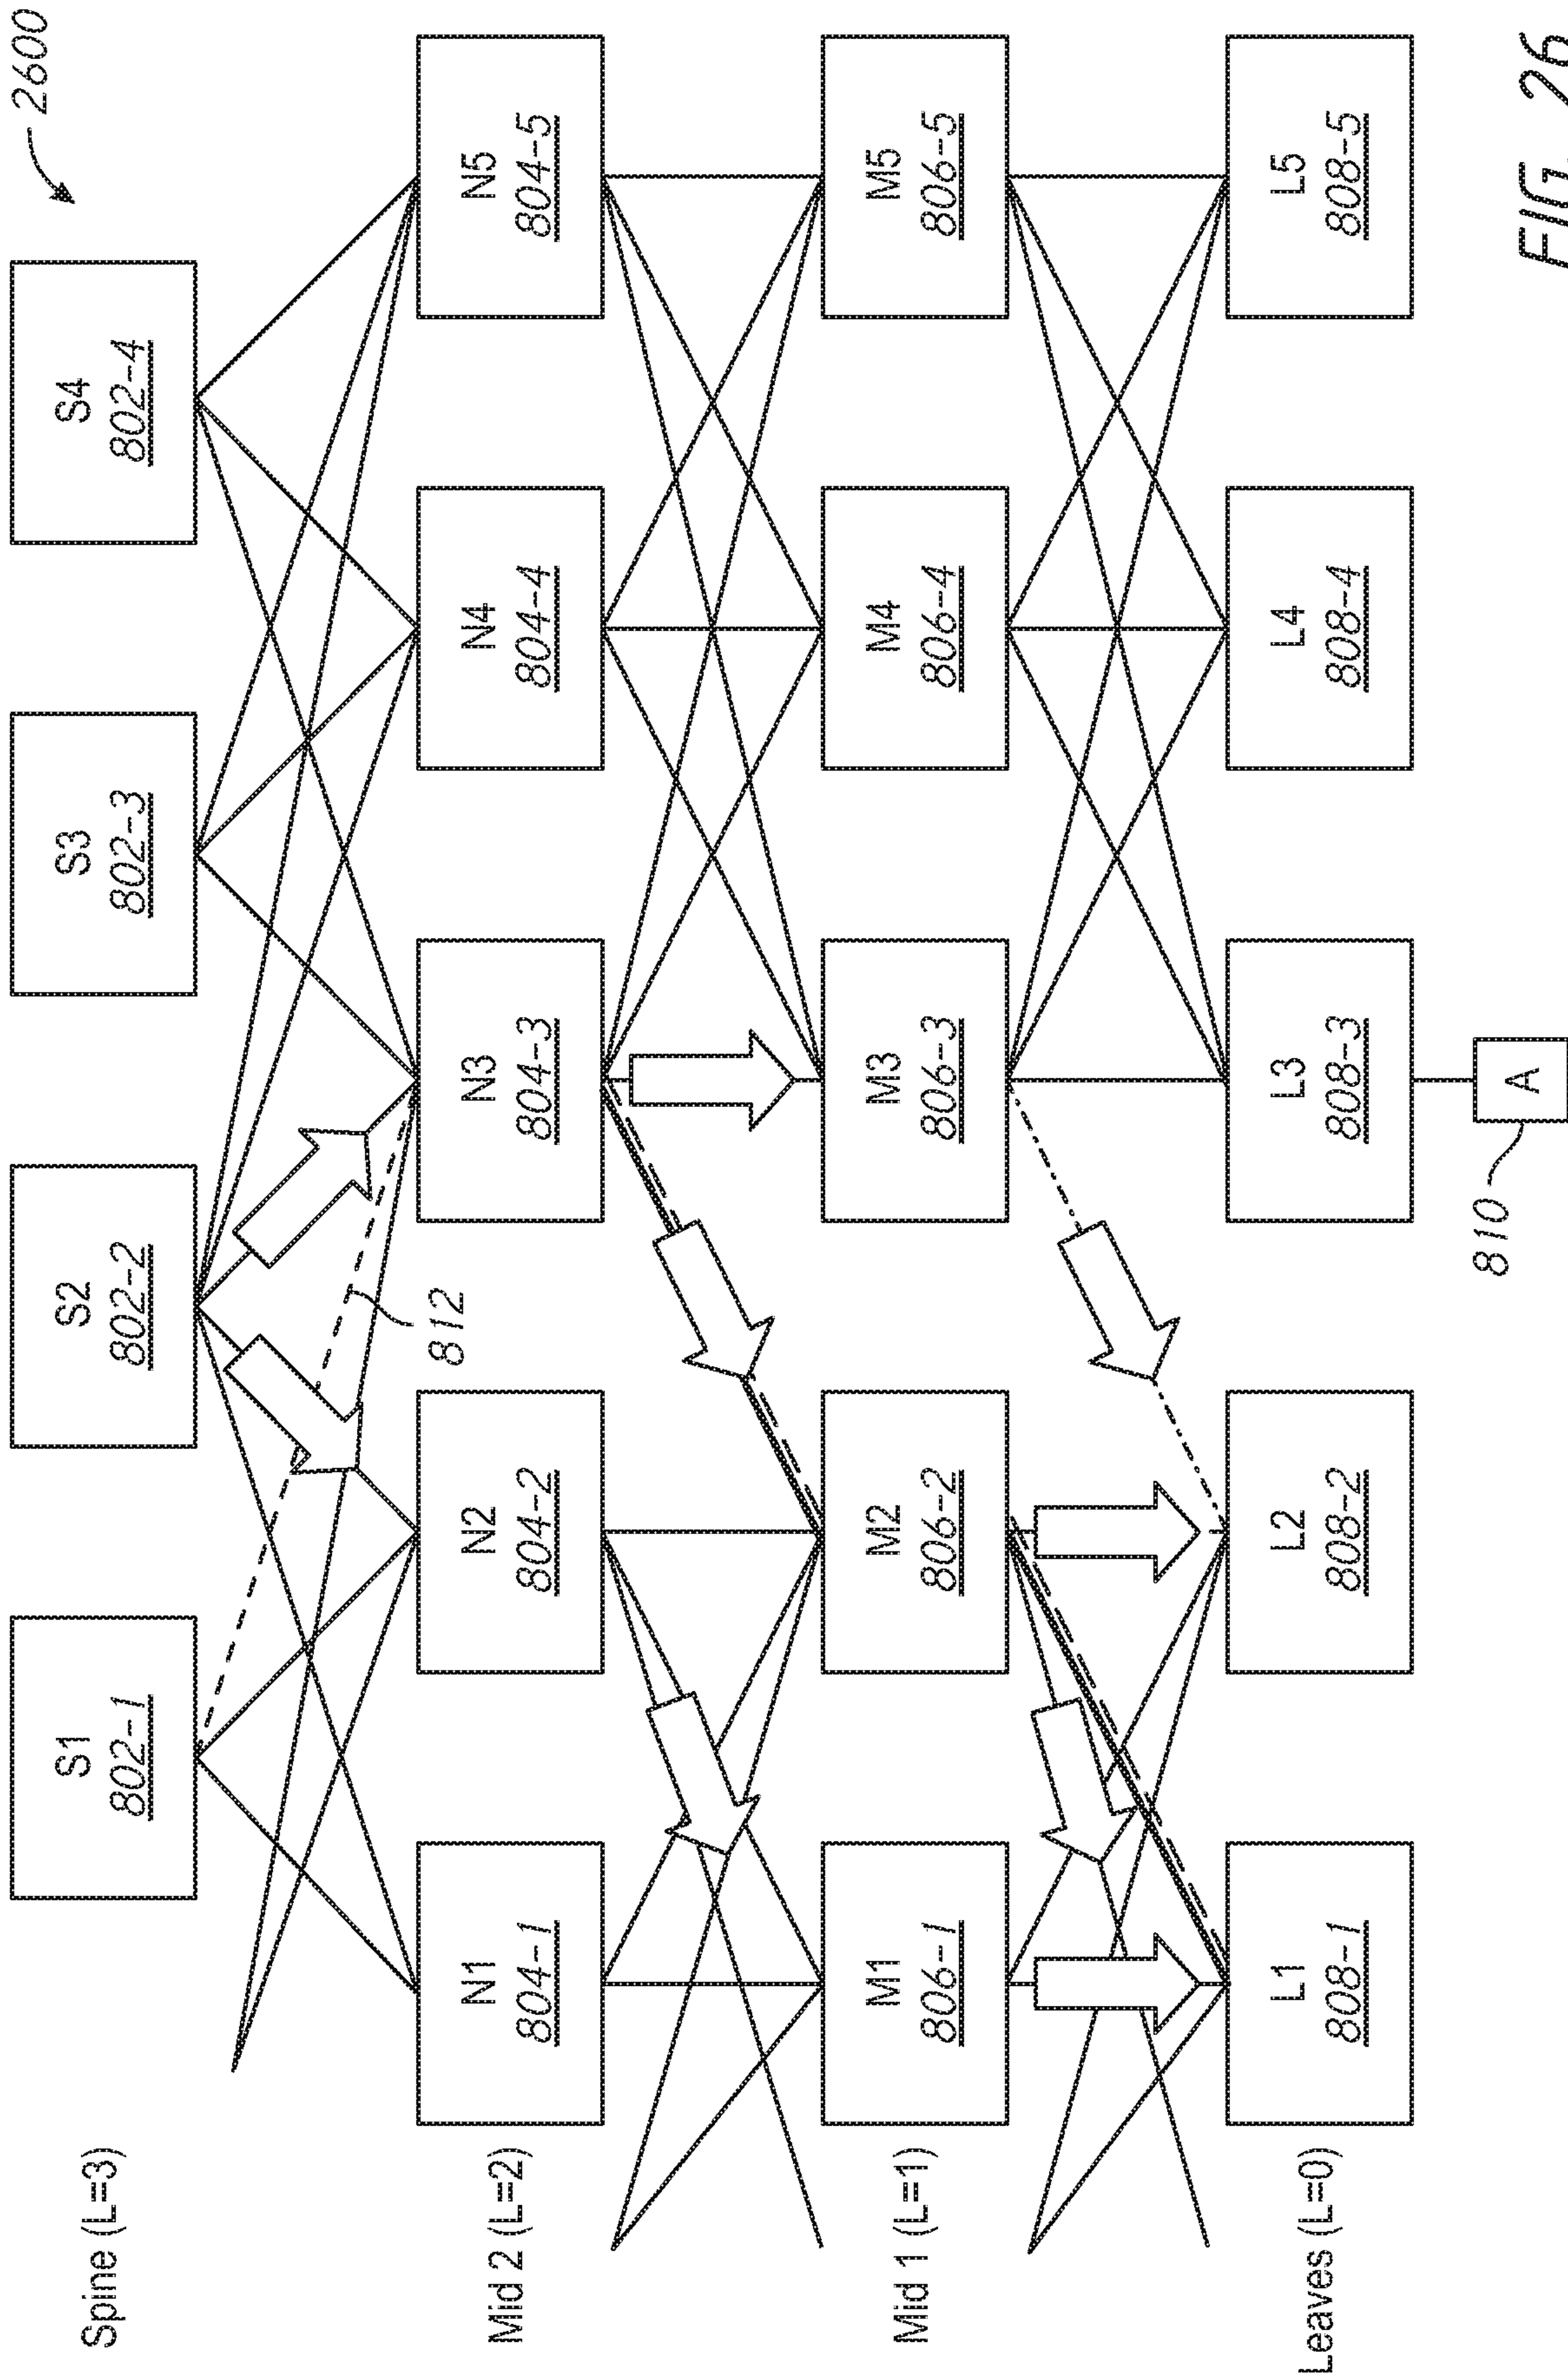 2600
Spine (L=3)
S1
802-1
S2
802-2
S3
802-3
S4
802-4
812
Mid 2 (L=2)
N1
804-1
N2
804-2
N3
804-3
N4
804-4
N5
804-5
Mid 1 (L=1)
M1
806-1
M2
806-2
M3
806-3
M4
806-4
M5
806-5
Leaves (L=0)
L1
808-1
L2
808-2
L3
808-3
L4
808-4
L5
808-5
810
A
FIG. 26